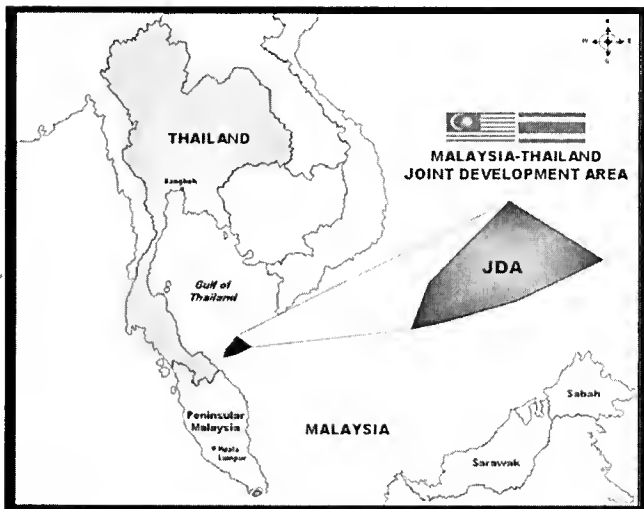 N
W E
S
THAILAND
Bangkok
MALAYSIA-THAILAND
JOINT DEVELOPMENT AREA
JDA
Gulf of
Thailand
Peninsular
Malaysia
Kuala
Lumpur
MALAYSIA
Sabah
Sarawak